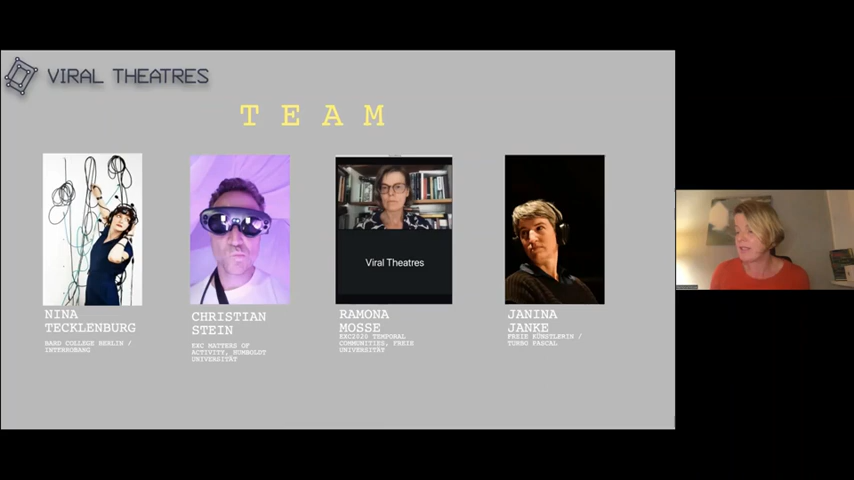 VIRAL THEATRES
TEAM
Viral Theatres
NINA
TECKLENBURG
BARD COLLEGE BERLIN /
INTERROBANG
CHRISTIAN
STEIN
EXC MATTERS OF
ACTIVITY, HUMBOLDT
UNIVERSITÄT
RAMONA
MOSSE
EXC2020 TEMPORAL
COMMUNITIES, FREIE
UNIVERSITÄT
JANINA
JANKE
FREIE KÜNSTLERIN /
TURBO PASCAL